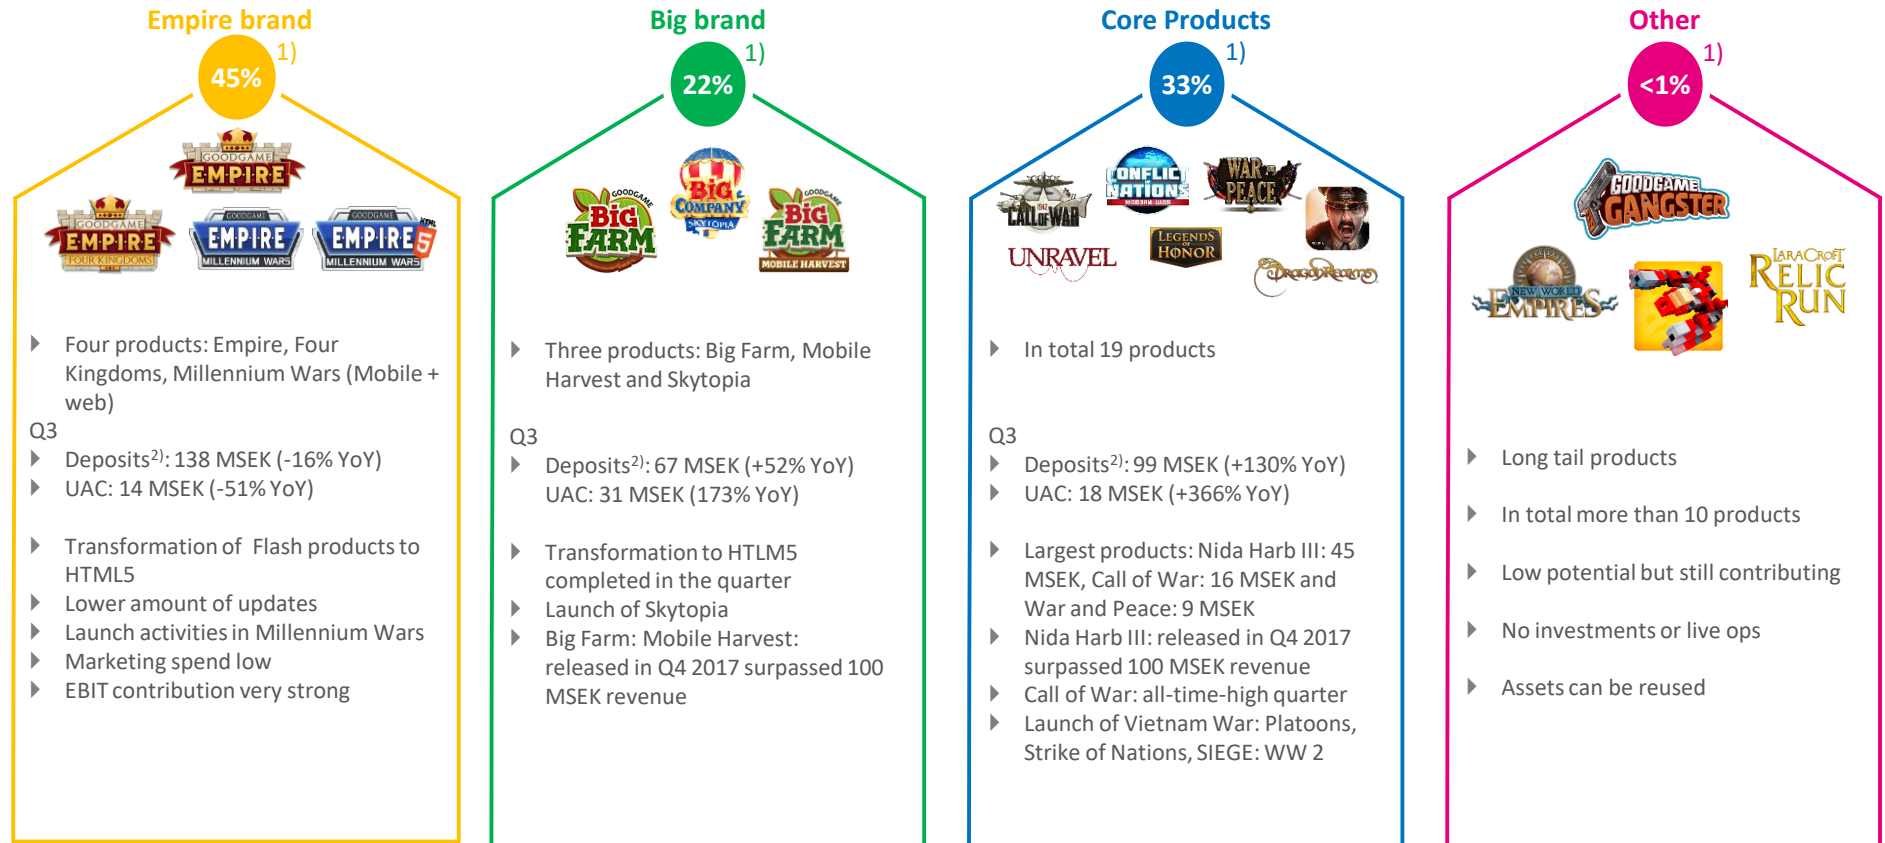 Empire brand
45%
1)
GOODGAME
EMPIRE
GOODGAME
EMPIRE
FOUR KINGDOMS
GOODGAME
EMPIRE
MILLENNIUM WARS
GOODGAME
EMPIRE
HTML
5
MILLENNIUM WARS
Four products: Empire, Four
Kingdoms, Millennium Wars (Mobile +
web)
Q3
Deposits2): 138 MSEK (-16% YoY)
UAC: 14 MSEK (-51% YoY)
Transformation of Flash products to
HTML5
Lower amount of updates
Launch activities in Millennium Wars
Marketing spend low
EBIT contribution very strong
Big brand
22%
1)
GOODGAME
BIG
FARM
BIG
COMPANY
SKYTOPIA
GOODGAME
BIG
FARM
MOBILE HARVEST
Three products: Big Farm, Mobile
Harvest and Skytopia
Q3
Deposits2): 67 MSEK (+52% YoY)
UAC: 31 MSEK (173% YoY)
Transformation to HTLM5
completed in the quarter
Launch of Skytopia
Big Farm: Mobile Harvest:
released in Q4 2017 surpassed 100
MSEK revenue
Core Products
33%
1)
1942
CALL OF WAR
CONFLICT
NATIONS
MODERN WAR
WAR AND
PEACE
UNRAVEL
LEGENDS
OF
HONOR
DRAGON REALMS
In total 19 products
Q3
Deposits2): 99 MSEK (+130% YoY)
UAC: 18 MSEK (+366% YoY)
Largest products: Nida Harb III: 45
MSEK, Call of War: 16 MSEK and
War and Peace: 9 MSEK
Nida Harb III: released in Q4 2017
surpassed 100 MSEK revenue
Call of War: all-time-high quarter
Launch of Vietnam War: Platoons,
Strike of Nations, SIEGE: WW 2
Other
<1%
1)
GOODGAME
GANGSTER
NEW WORLD
EMPIRES
LARA CROFT
RELIC
RUN
Long tail products
In total more than 10 products
Low potential but still contributing
No investments or live ops
Assets can be reused